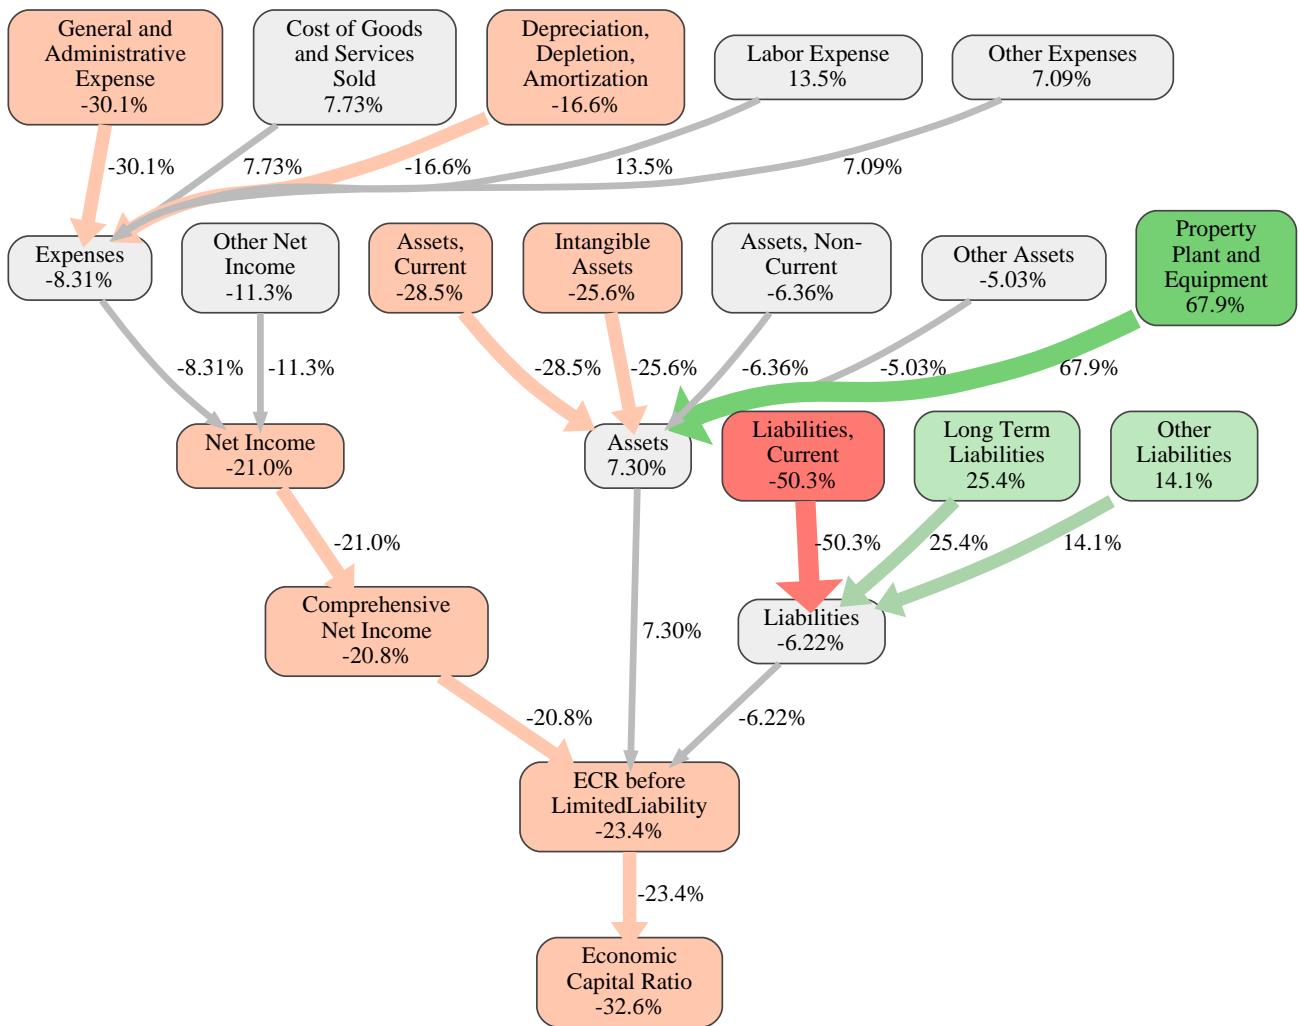 General and
Administrative
Expense
-30.1%
Cost of Goods
and Services
Sold
7.73%
Depreciation,
Depletion,
Amortization
-16.6%
Labor Expense
13.5%
Other Expenses
7.09%
-30.1%
7.73%
-16.6%
13.5%
7.09%
Expenses
-8.31%
Other Net
Income
-11.3%
Assets,
Current
-28.5%
Intangible
Assets
-25.6%
Assets, Non-
Current
-6.36%
Other Assets
-5.03%
Property
Plant and
Equipment
67.9%
-8.31%
-11.3%
-28.5%
-25.6%
-6.36%
-5.03%
67.9%
Net Income
-21.0%
Assets
7.30%
Liabilities,
Current
-50.3%
Long Term
Liabilities
25.4%
Other
Liabilities
14.1%
-21.0%
-50.3%
25.4%
14.1%
Comprehensive
Net Income
-20.8%
7.30%
Liabilities
-6.22%
-20.8%
-6.22%
ECR before
LimitedLiability
-23.4%
-23.4%
Economic
Capital Ratio
-32.6%